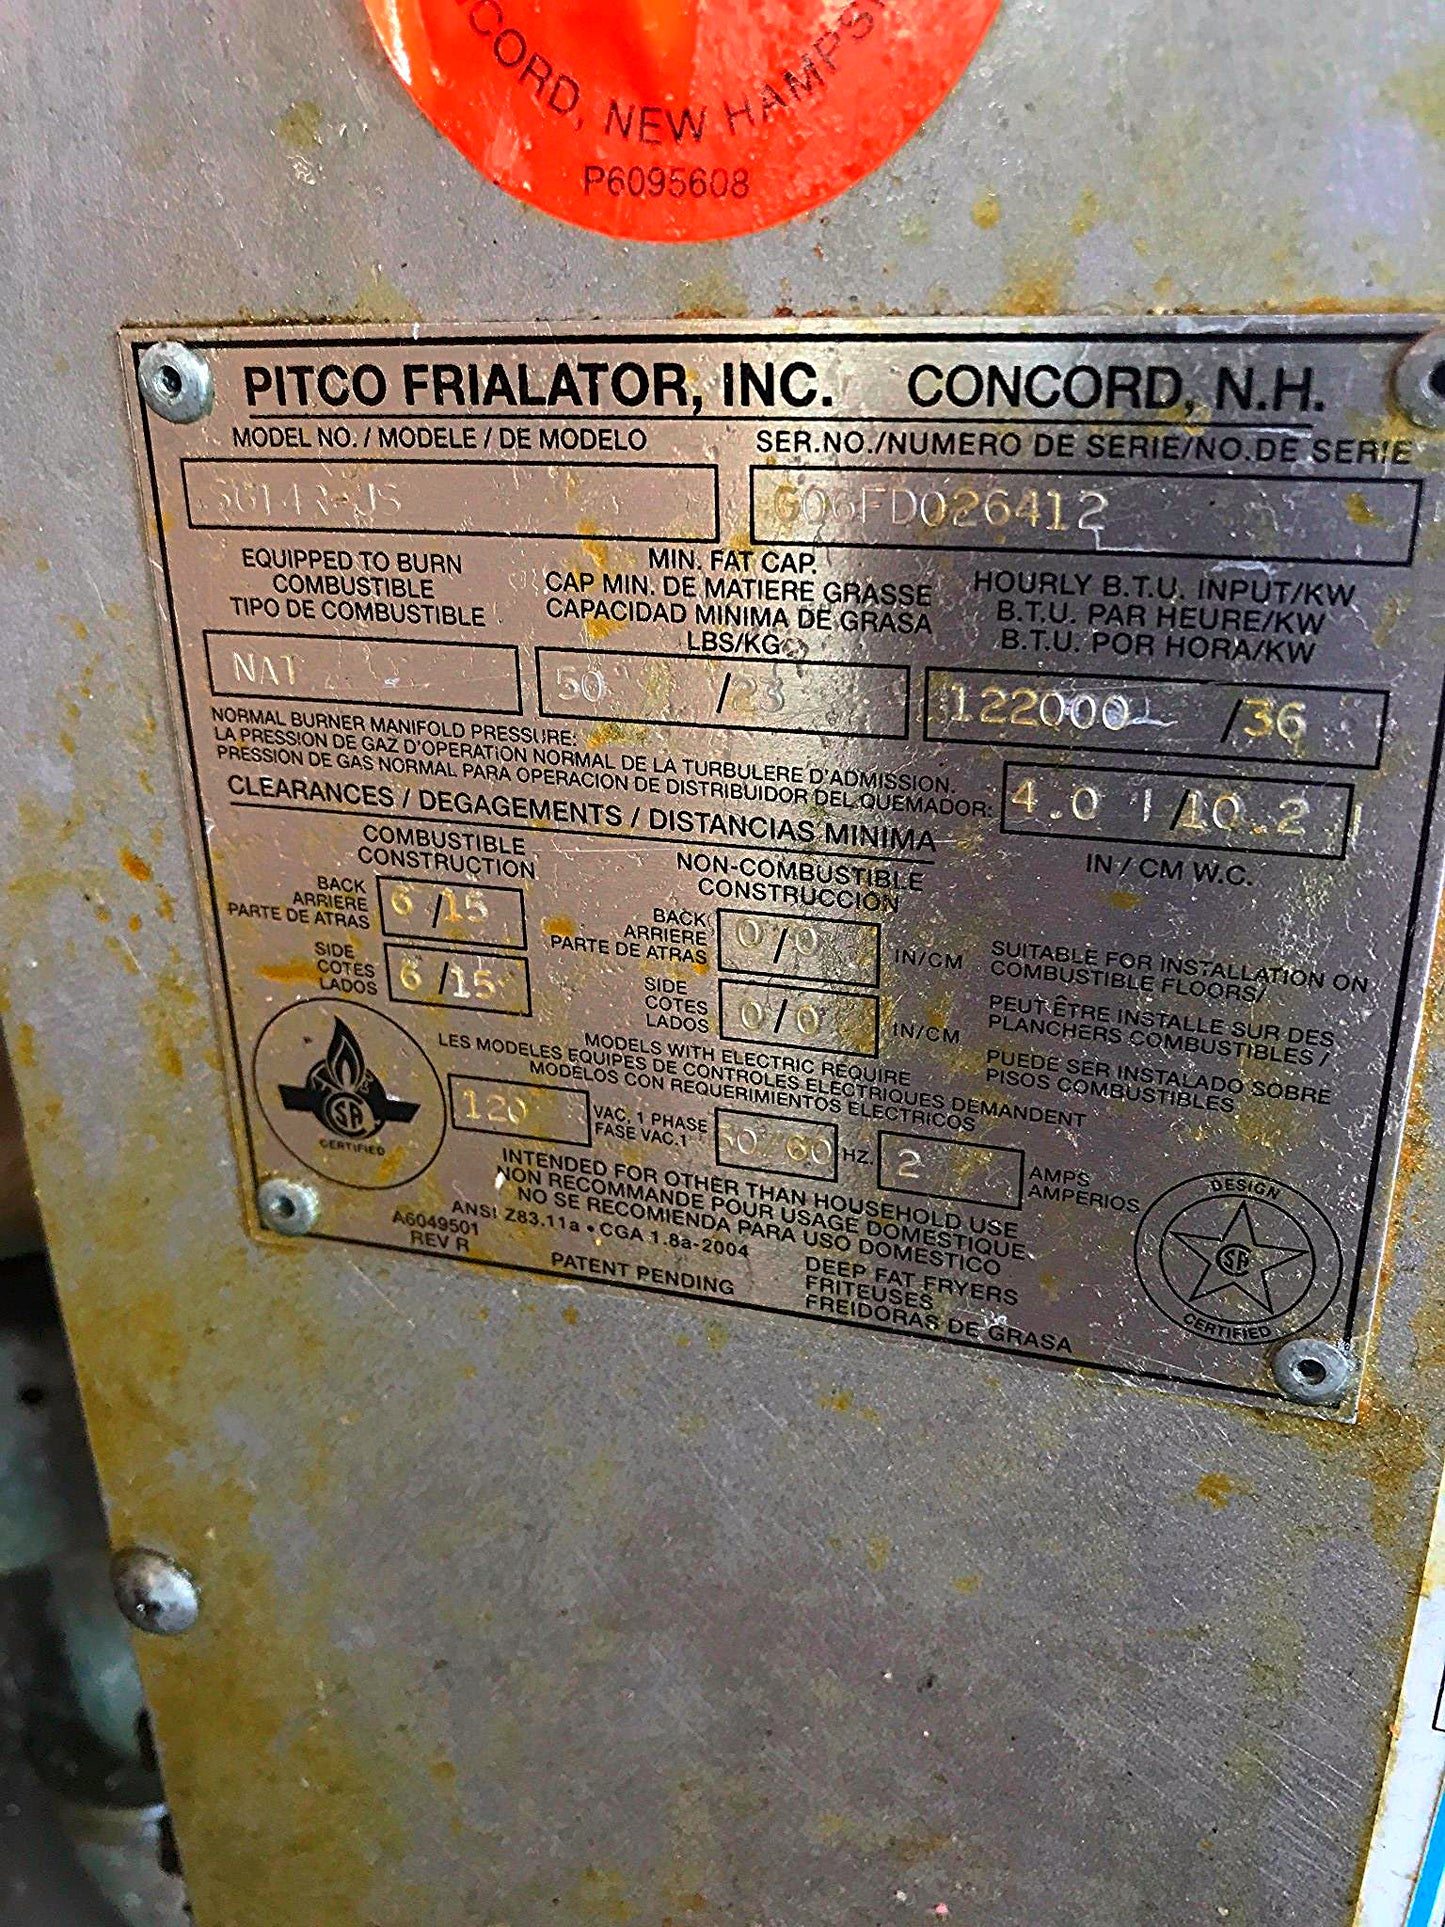 CORD, NEW HAMPS
P6095608
PITCO FRIALATOR, INC. CONCORD, N.H.
MODEL NO. / MODELE / DE MODELO
SER.NO./NUMERO DE SERIE/NO.DE SERIE
SG14R-JS
G06FD026412
EQUIPPED TO BURN
COMBUSTIBLE
TIPO DE COMBUSTIBLE
NAT
MIN. FAT CAP.
CAP MIN. DE MATIERE GRASSE
CAPACIDAD MINIMA DE GRASA
LBS/KG
50 /23
HOURLY B.T.U. INPUT/KW
B.T.U. PAR HEURE/KW
B.T.U. POR HORA/KW
122000 /36
NORMAL BURNER MANIFOLD PRESSURE:
LA PRESSION DE GAZ D'OPERATION NORMAL DE LA TURBULERE D'ADMISSION.
PRESSION DE GAS NORMAL PARA OPERACION DE DISTRIBUIDOR DEL QUEMADOR:
4.0 /10.2
IN / CM W.C.
CLEARANCES / DEGAGEMENTS / DISTANCIAS MINIMA
COMBUSTIBLE
CONSTRUCTION
BACK
ARRIERE
PARTE DE ATRAS
6 /15
SIDE
COTES
LADOS
6 /15
NON-COMBUSTIBLE
CONSTRUCCION
BACK
ARRIERE
PARTE DE ATRAS
0/0
IN/CM
SIDE
COTES
LADOS
0/0
IN/CM
SUITABLE FOR INSTALLATION ON
COMBUSTIBLE FLOORS/
PEUT ÊTRE INSTALLE SUR DES
PLANCHERS COMBUSTIBLES /
PUEDE SER INSTALADO SOBRE
PISOS COMBUSTIBLES
MODELS WITH ELECTRIC REQUIRE
LES MODELES EQUIPES DE CONTROLES ELECTRIQUES DEMANDENT
MODELOS CON REQUERIMIENTOS ELECTRICOS
120
VAC, 1 PHASE
FASE VAC.1
50/60
HZ.
2
AMPS
AMPERIOS
CERTIFIED
INTENDED FOR OTHER THAN HOUSEHOLD USE
NON RECOMMANDE POUR USAGE DOMESTIQUE
NO SE RECOMIENDA PARA USO DOMESTICO
ANSI Z83.11a • CGA 1.8a-2004
A6049501
REV R
PATENT PENDING
DEEP FAT FRYERS
FRITEUSES
FREIDORAS DE GRASA
DESIGN
CERTIFIED